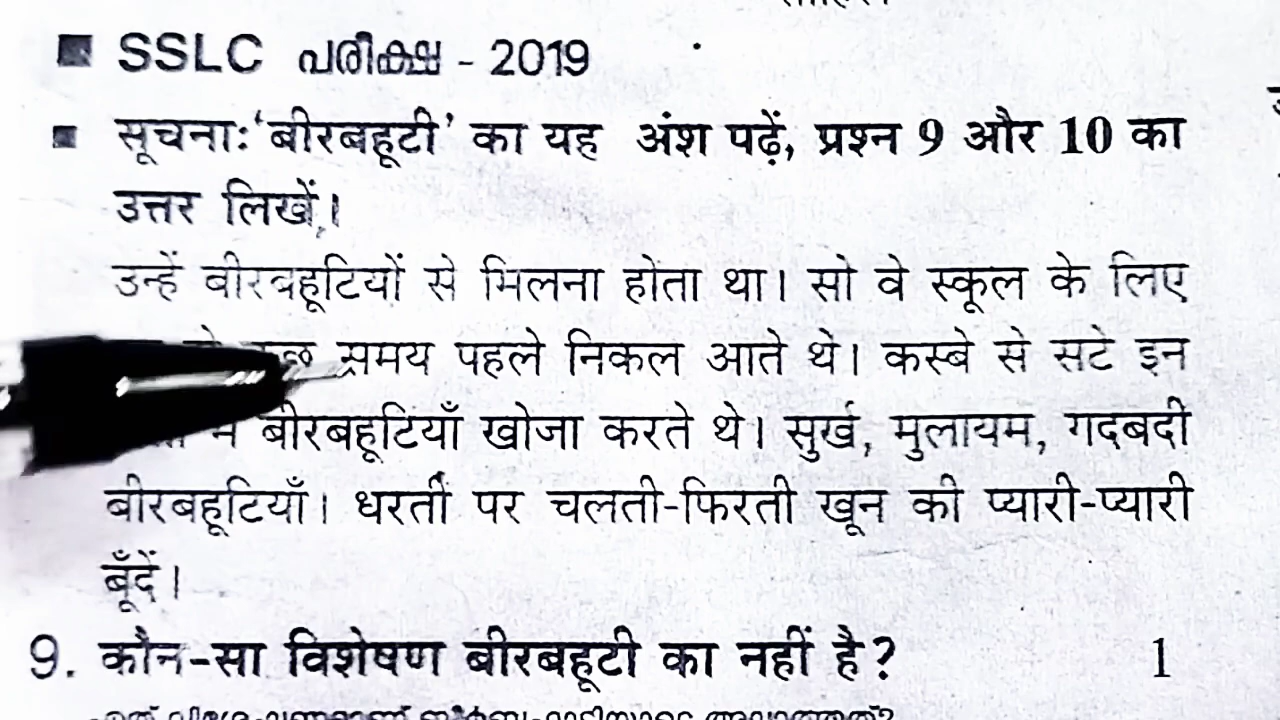 ■ SSLC പരീക്ഷ - 2019
■ सूचनाः 'बीरबहूटी' का यह अंश पढ़ें, प्रश्न 9 और 10 का
उत्तर लिखें।
उन्हें बीरबहूटियों से मिलना होता था। सो वे स्कूल के लिए
समय पहले निकल आते थे। कस्बे से सटे इन
बीरबहूटियाँ खोजा करते थे। सुर्ख, मुलायम, गदबदी
बीरबहूटियाँ। धरती पर चलती-फिरती खून की प्यारी-प्यारी
बूँदें।
9. कौन-सा विशेषण बीरबहूटी का नहीं है? 1